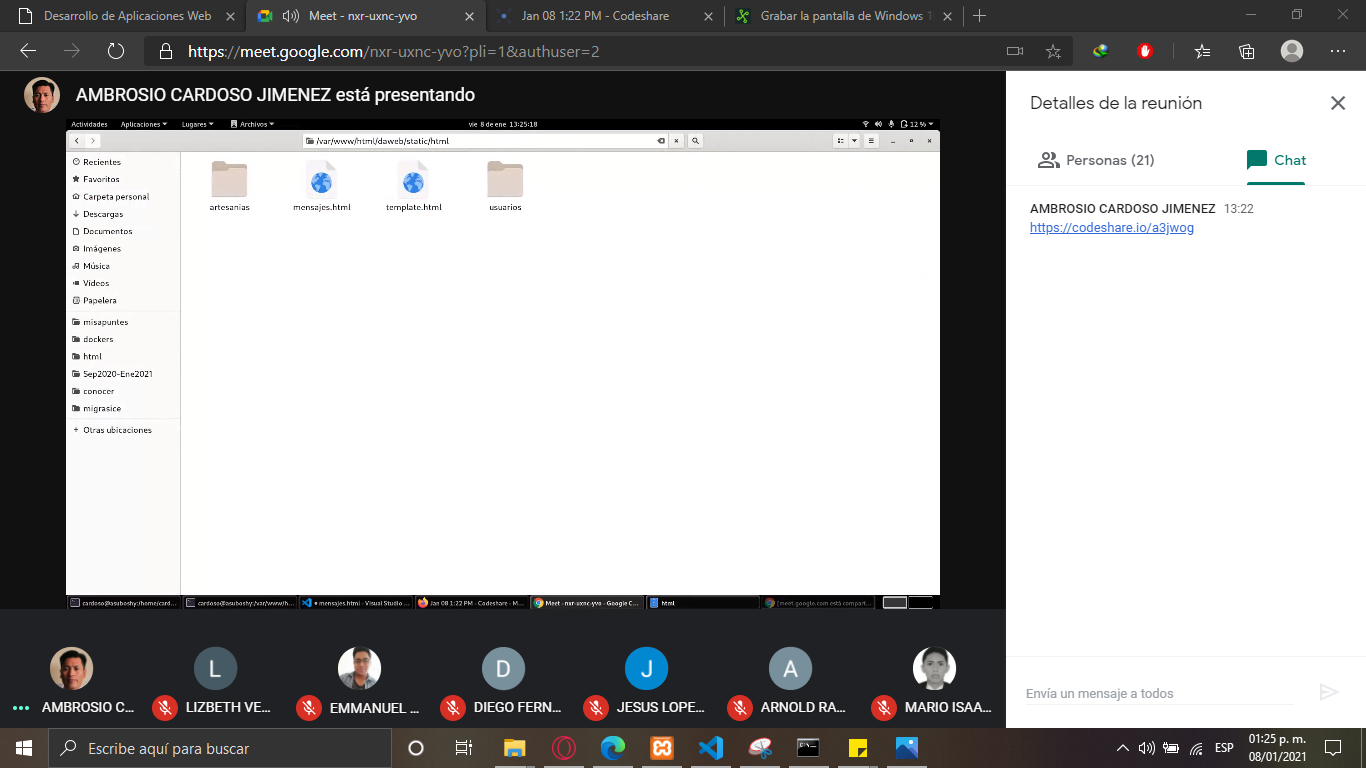 Desarrollo de Aplicaciones Web
Meet - nxr-uxnc-yvo
Jan 08 1:22 PM - Codeshare
Grabar la pantalla de Windows 1
https://meet.google.com/nxr-uxnc-yvo?pli=1&authuser=2
AMBROSIO CARDOSO JIMENEZ está presentando
Actividades Aplicaciones Lugares Archivos
vie 8 de ene 13:25:18
12 %
/var/www/html/daweb/static/html
Recientes
Favoritos
Carpeta personal
Descargas
Documentos
Imágenes
Música
Vídeos
Papelera
misapuntes
dockers
html
Sep2020-Ene2021
conocer
migrasice
Otras ubicaciones
artesanias
mensajes.html
template.html
usuarios
cardoso@asuboshy:/home/card...
cardoso@asuboshy:/var/www/h...
• mensajes.html - Visual Studio ...
Jan 08 1:22 PM - Codeshare - M...
Meet - nxr-uxnc-yvo - Google C...
html
[meet.google.com está compart...
Detalles de la reunión
Personas (21)
Chat
AMBROSIO CARDOSO JIMENEZ 13:22
https://codeshare.io/a3jwog
Envía un mensaje a todos
L
D
J
A
AMBROSIO C...
LIZBETH VE...
EMMANUEL ...
DIEGO FERN...
JESUS LOPE...
ARNOLD RA...
MARIO ISAA...
Escribe aquí para buscar
ESP
01:25 p. m.
08/01/2021